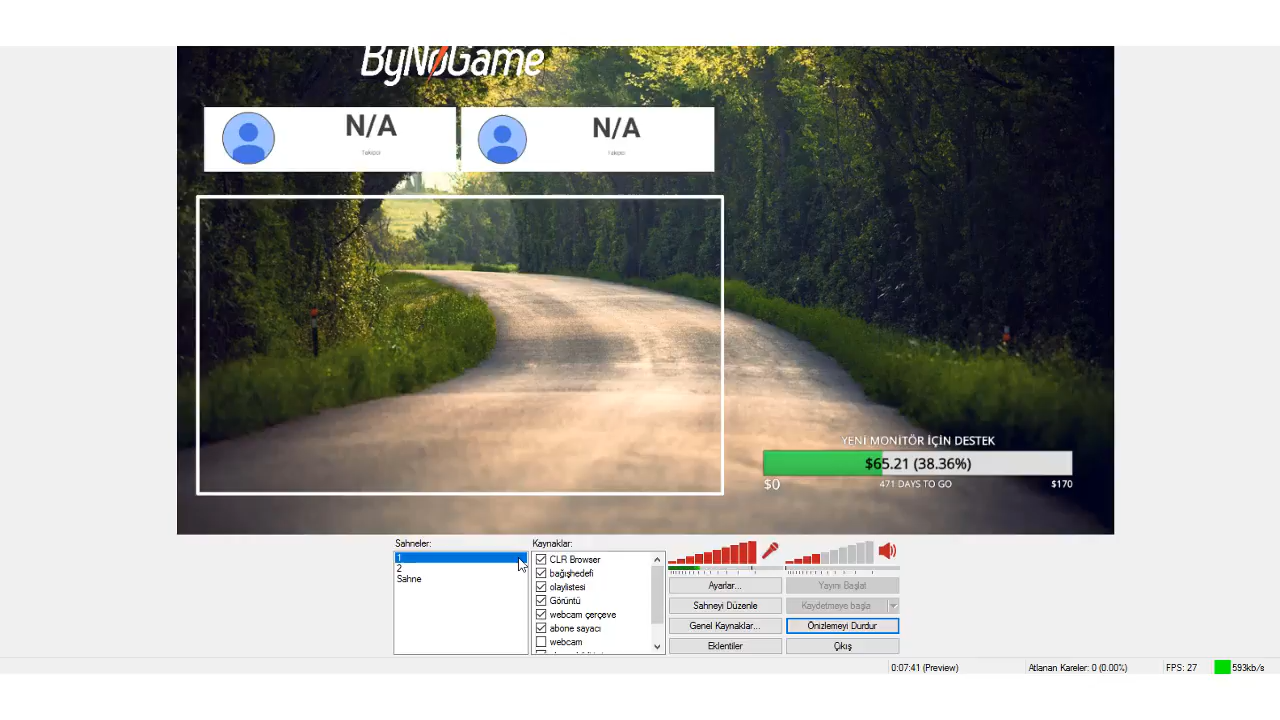 ByNoGame
N/A
Takipçi
N/A
Takipçi
YENİ MONİTÖR İÇİN DESTEK
$65.21 (38.36%)
$0
471 DAYS TO GO
$170
Sahneler:
1
2
Sahne
Kaynaklar:
CLR Browser
bağışhedefi
olaylistesi
Görüntü
webcam çerçeve
abone sayacı
webcam
Ayarlar...
Yayını Başlat
Sahneyi Düzenle
Kaydetmeye başla
Genel Kaynaklar...
Önizlemeyi Durdur
Eklentiler
Çıkış
0:07:41 (Preview)
Atlanan Kareler: 0 (0.00%)
FPS: 27
593kb/s